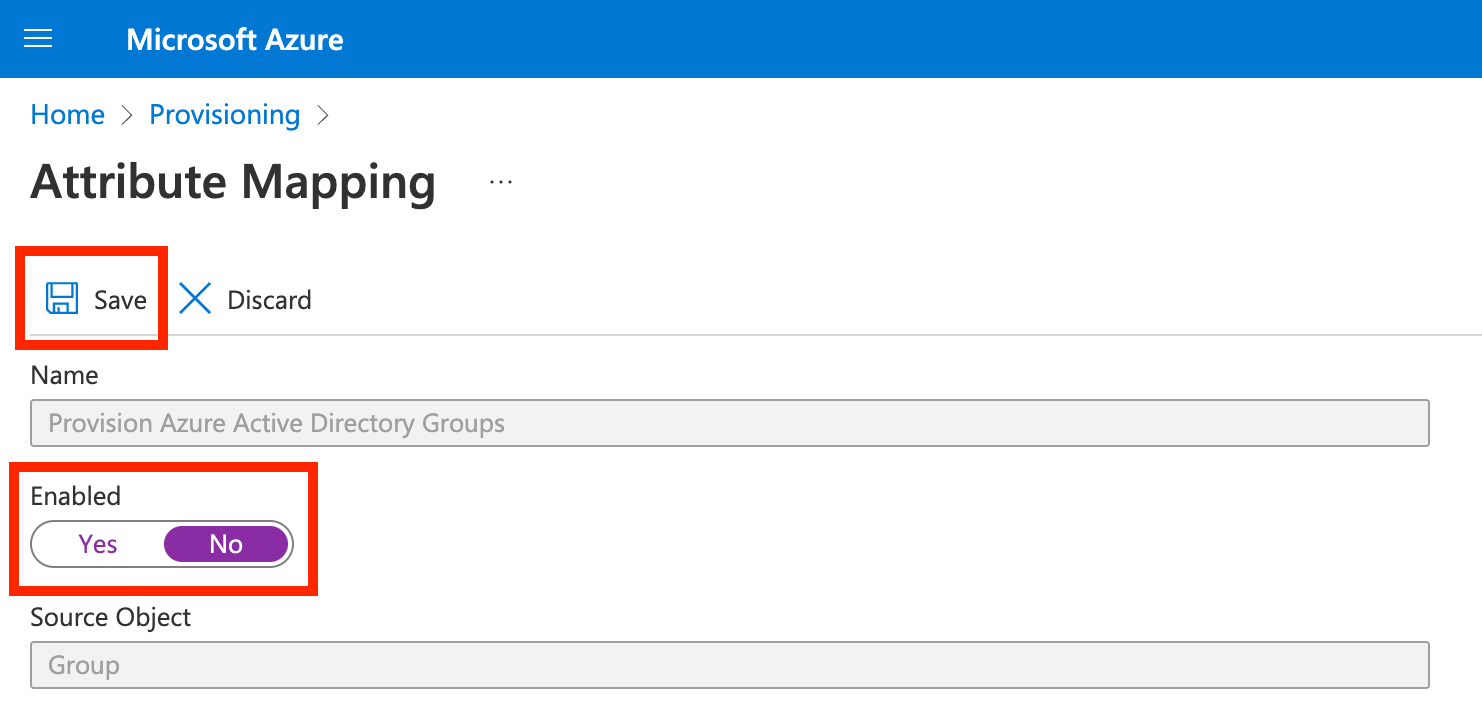 Microsoft Azure
Home > Provisioning >
Attribute Mapping ...
Save Discard
Name
Provision Azure Active Directory Groups
Enabled
Yes No
Source Object
Group